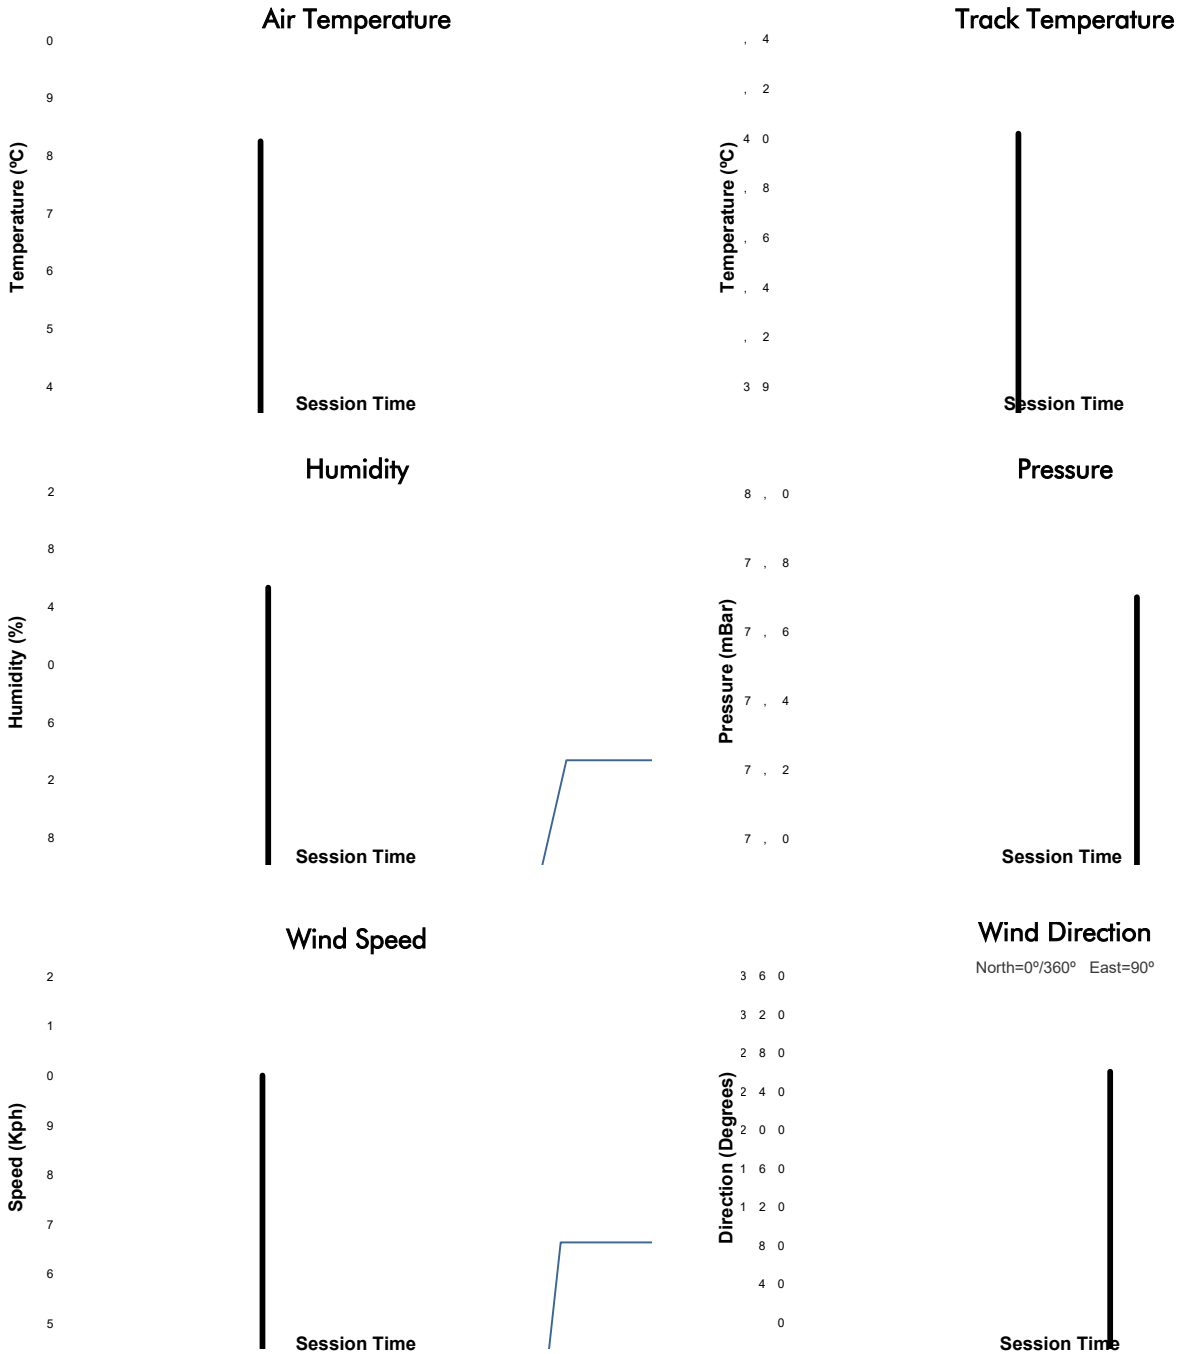 Air Temperature
Temperature (ºC)
0
9
8
7
6
5
4
Session Time
Track Temperature
Temperature (ºC)
, 4
, 2
4 0
, 8
, 6
, 4
, 2
3 9
Session Time
Humidity
Humidity (%)
2
8
4
0
6
2
8
Session Time
Pressure
Pressure (mBar)
8 , 0
7 , 8
7 , 6
7 , 4
7 , 2
7 , 0
Session Time
Wind Speed
Speed (Kph)
2
1
0
9
8
7
6
5
Session Time
Wind Direction
North=0º/360º East=90º
Direction (Degrees)
3 6 0
3 2 0
2 8 0
2 4 0
2 0 0
1 6 0
1 2 0
8 0
4 0
0
Session Time